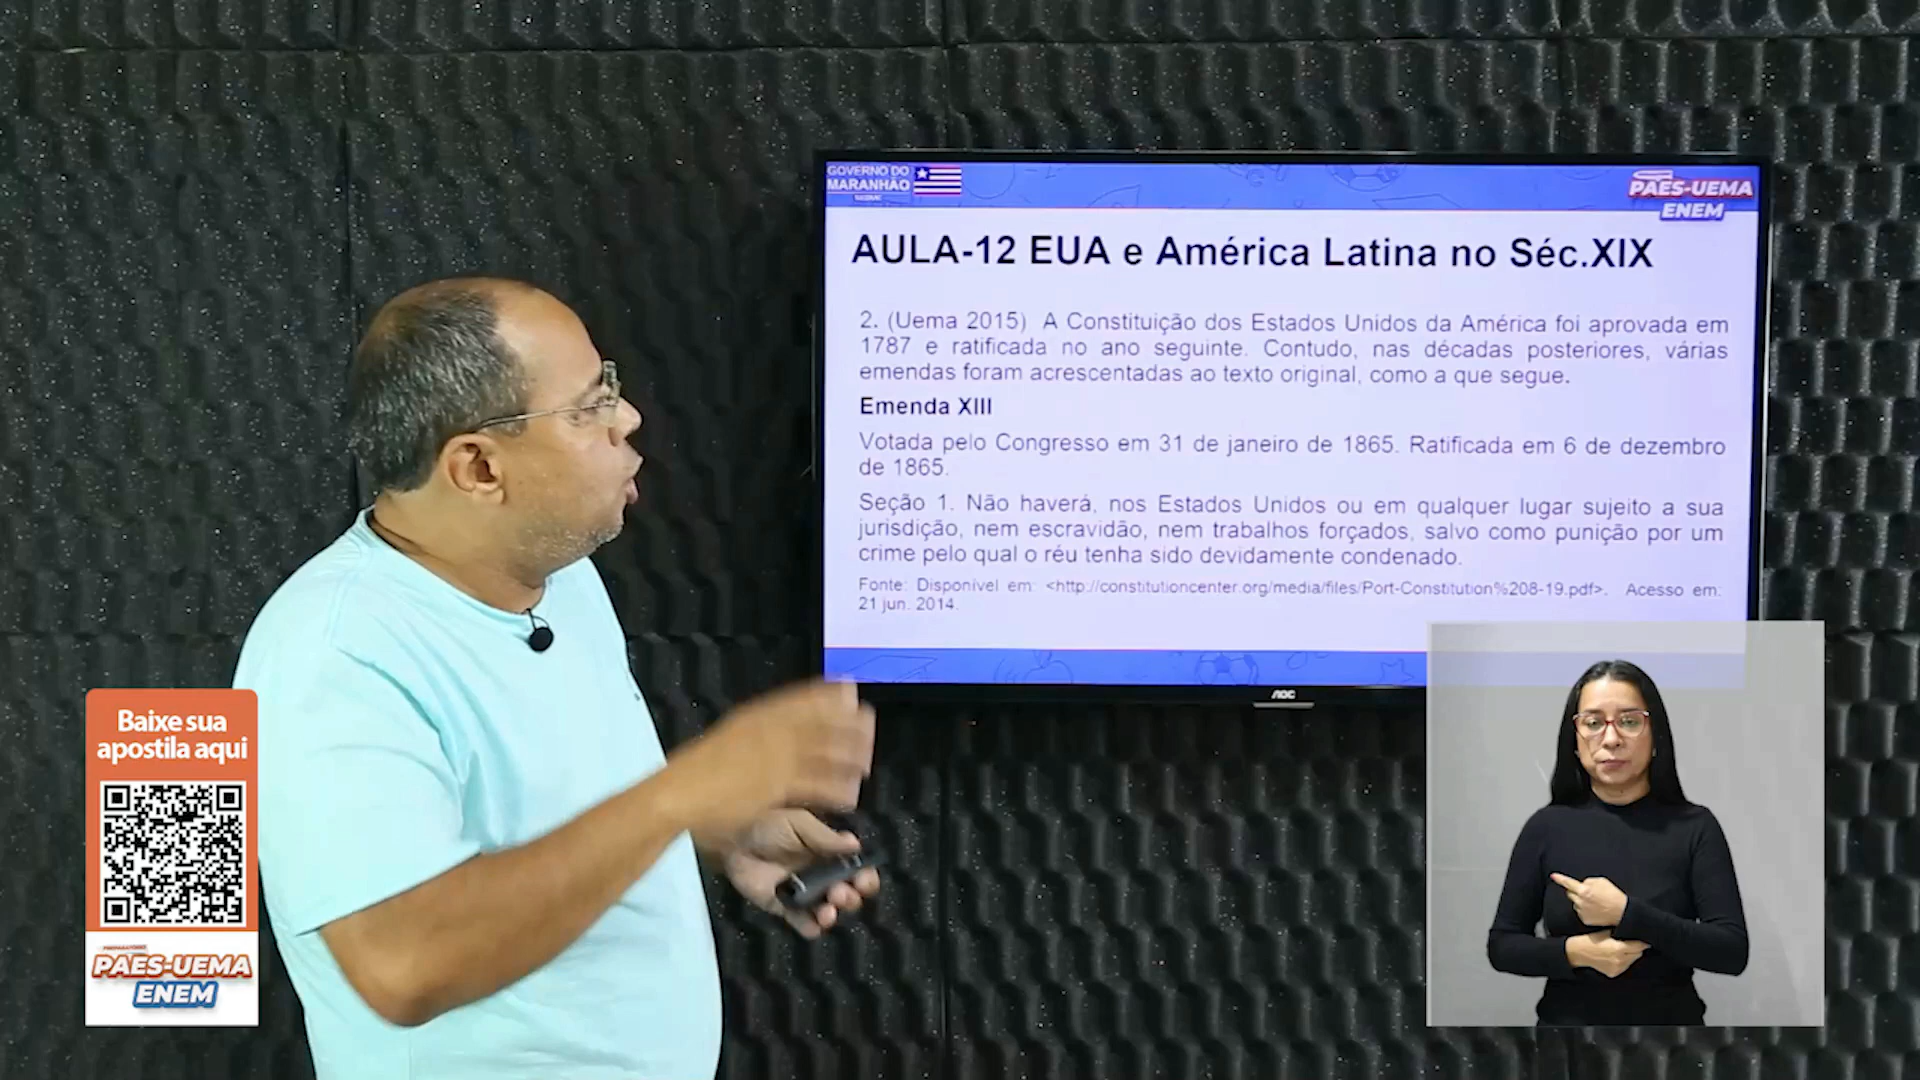 GOVERNO DO
MARANHÃO
PAES-UEMA
ENEM
AULA-12 EUA e América Latina no Séc.XIX
2. (Uema 2015) A Constituição dos Estados Unidos da América foi aprovada em
1787 e ratificada no ano seguinte. Contudo, nas décadas posteriores, várias
emendas foram acrescentadas ao texto original, como a que segue.
Emenda XIII
Votada pelo Congresso em 31 de janeiro de 1865. Ratificada em 6 de dezembro
de 1865.
Seção 1. Não haverá, nos Estados Unidos ou em qualquer lugar sujeito a sua
jurisdição, nem escravidão, nem trabalhos forçados, salvo como punição por um
crime pelo qual o réu tenha sido devidamente condenado.
Fonte: Disponível em: <http://constitutioncenter.org/media/files/Port-Constitution%208-19.pdf>. Acesso em:
21 jun. 2014.
AOC
Baixe sua
apostila aqui
PAES-UEMA
ENEM